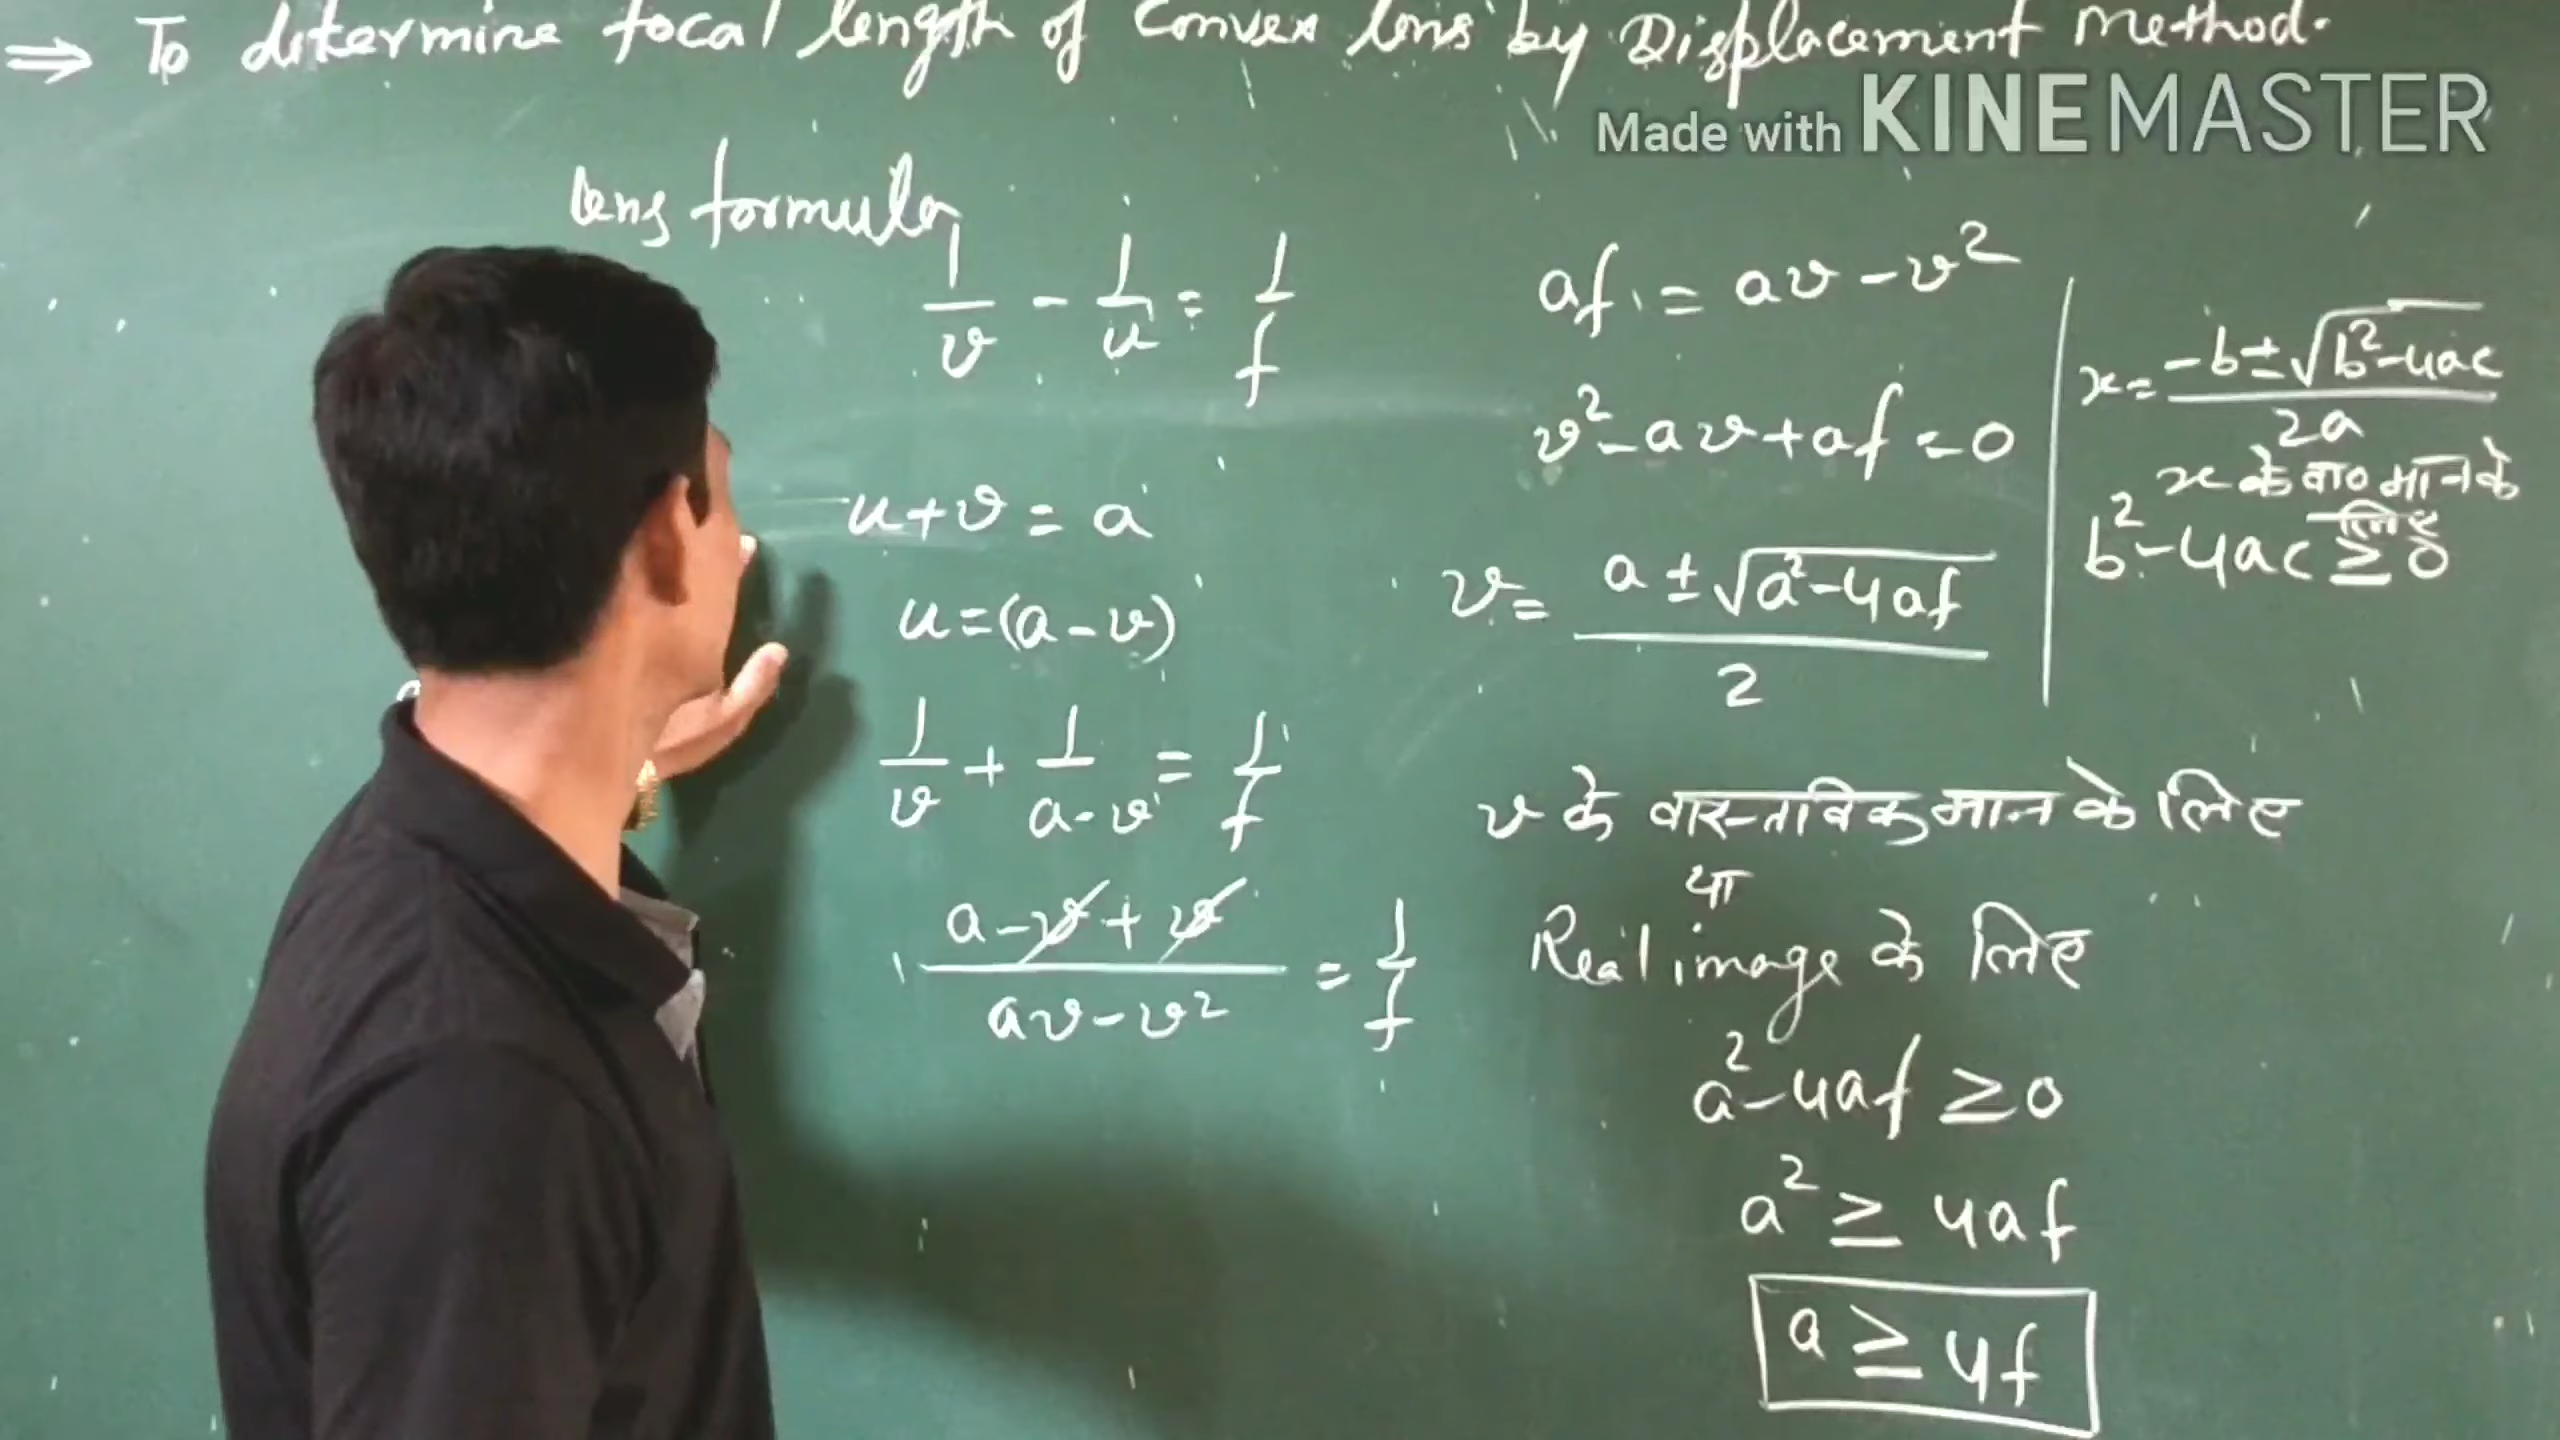 ⇒ To determine focal length of Convex lens by Displacement Method.
Made with KINEMASTER
lens formula
1/v - 1/u = 1/f
u+v = a
u=(a-v)
1/v + 1/a-v = 1/f
a-v+v / av-v² = 1/f
af = av-v²
v²-av+af=0
v= a±√a²-4af / 2
x= -b±√b²-4ac / 2a
x के वा० मान के
लिए
b²-4ac ≥0
v के वास्तविक मान के लिए
या
Real image के लिए
a²-4af ≥0
a² ≥ 4af
a ≥ 4f